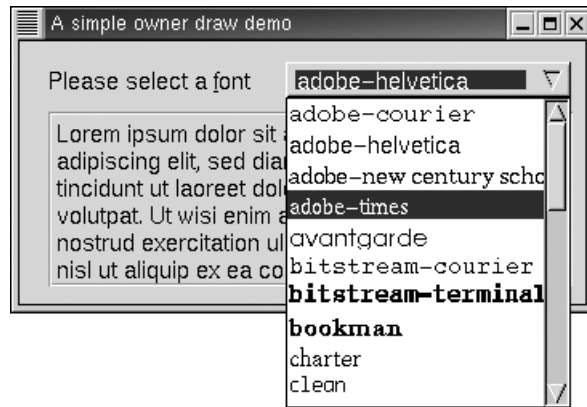 A simple owner draw demo
Please select a font
adobe-helvetica
Lorem ipsum dolor sit
adipiscing elit, sed dia
tincidunt ut laoreet dol
volutpat. Ut wisi enim a
nostrud exercitation ul
nisl ut aliquip ex ea co
adobe-courier
adobe-helvetica
adobe-new century scho
adobe-times
avantgarde
bitstream-courier
bitstream-terminal
bookman
charter
clean